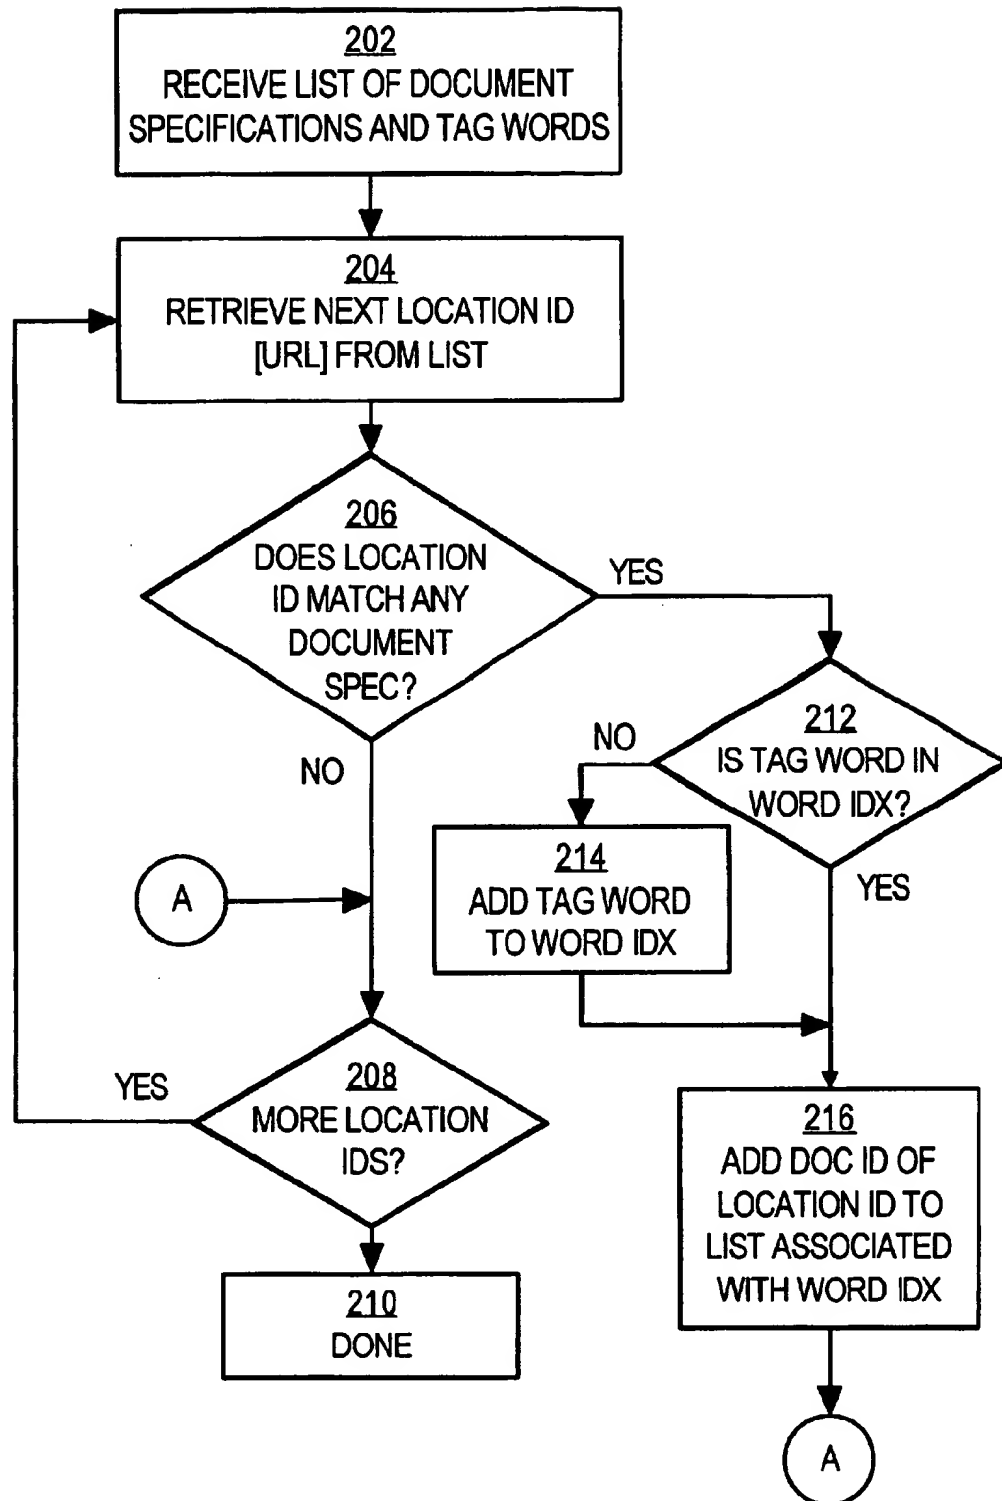 202
RECEIVE LIST OF DOCUMENT
SPECIFICATIONS AND TAG WORDS
204
RETRIEVE NEXT LOCATION ID
[URL] FROM LIST
206
DOES LOCATION
ID MATCH ANY
DOCUMENT
SPEC?
YES
NO
212
IS TAG WORD IN
WORD IDX?
NO
YES
214
ADD TAG WORD
TO WORD IDX
A
208
MORE LOCATION
IDS?
YES
210
DONE
216
ADD DOC ID OF
LOCATION ID TO
LIST ASSOCIATED
WITH WORD IDX
A